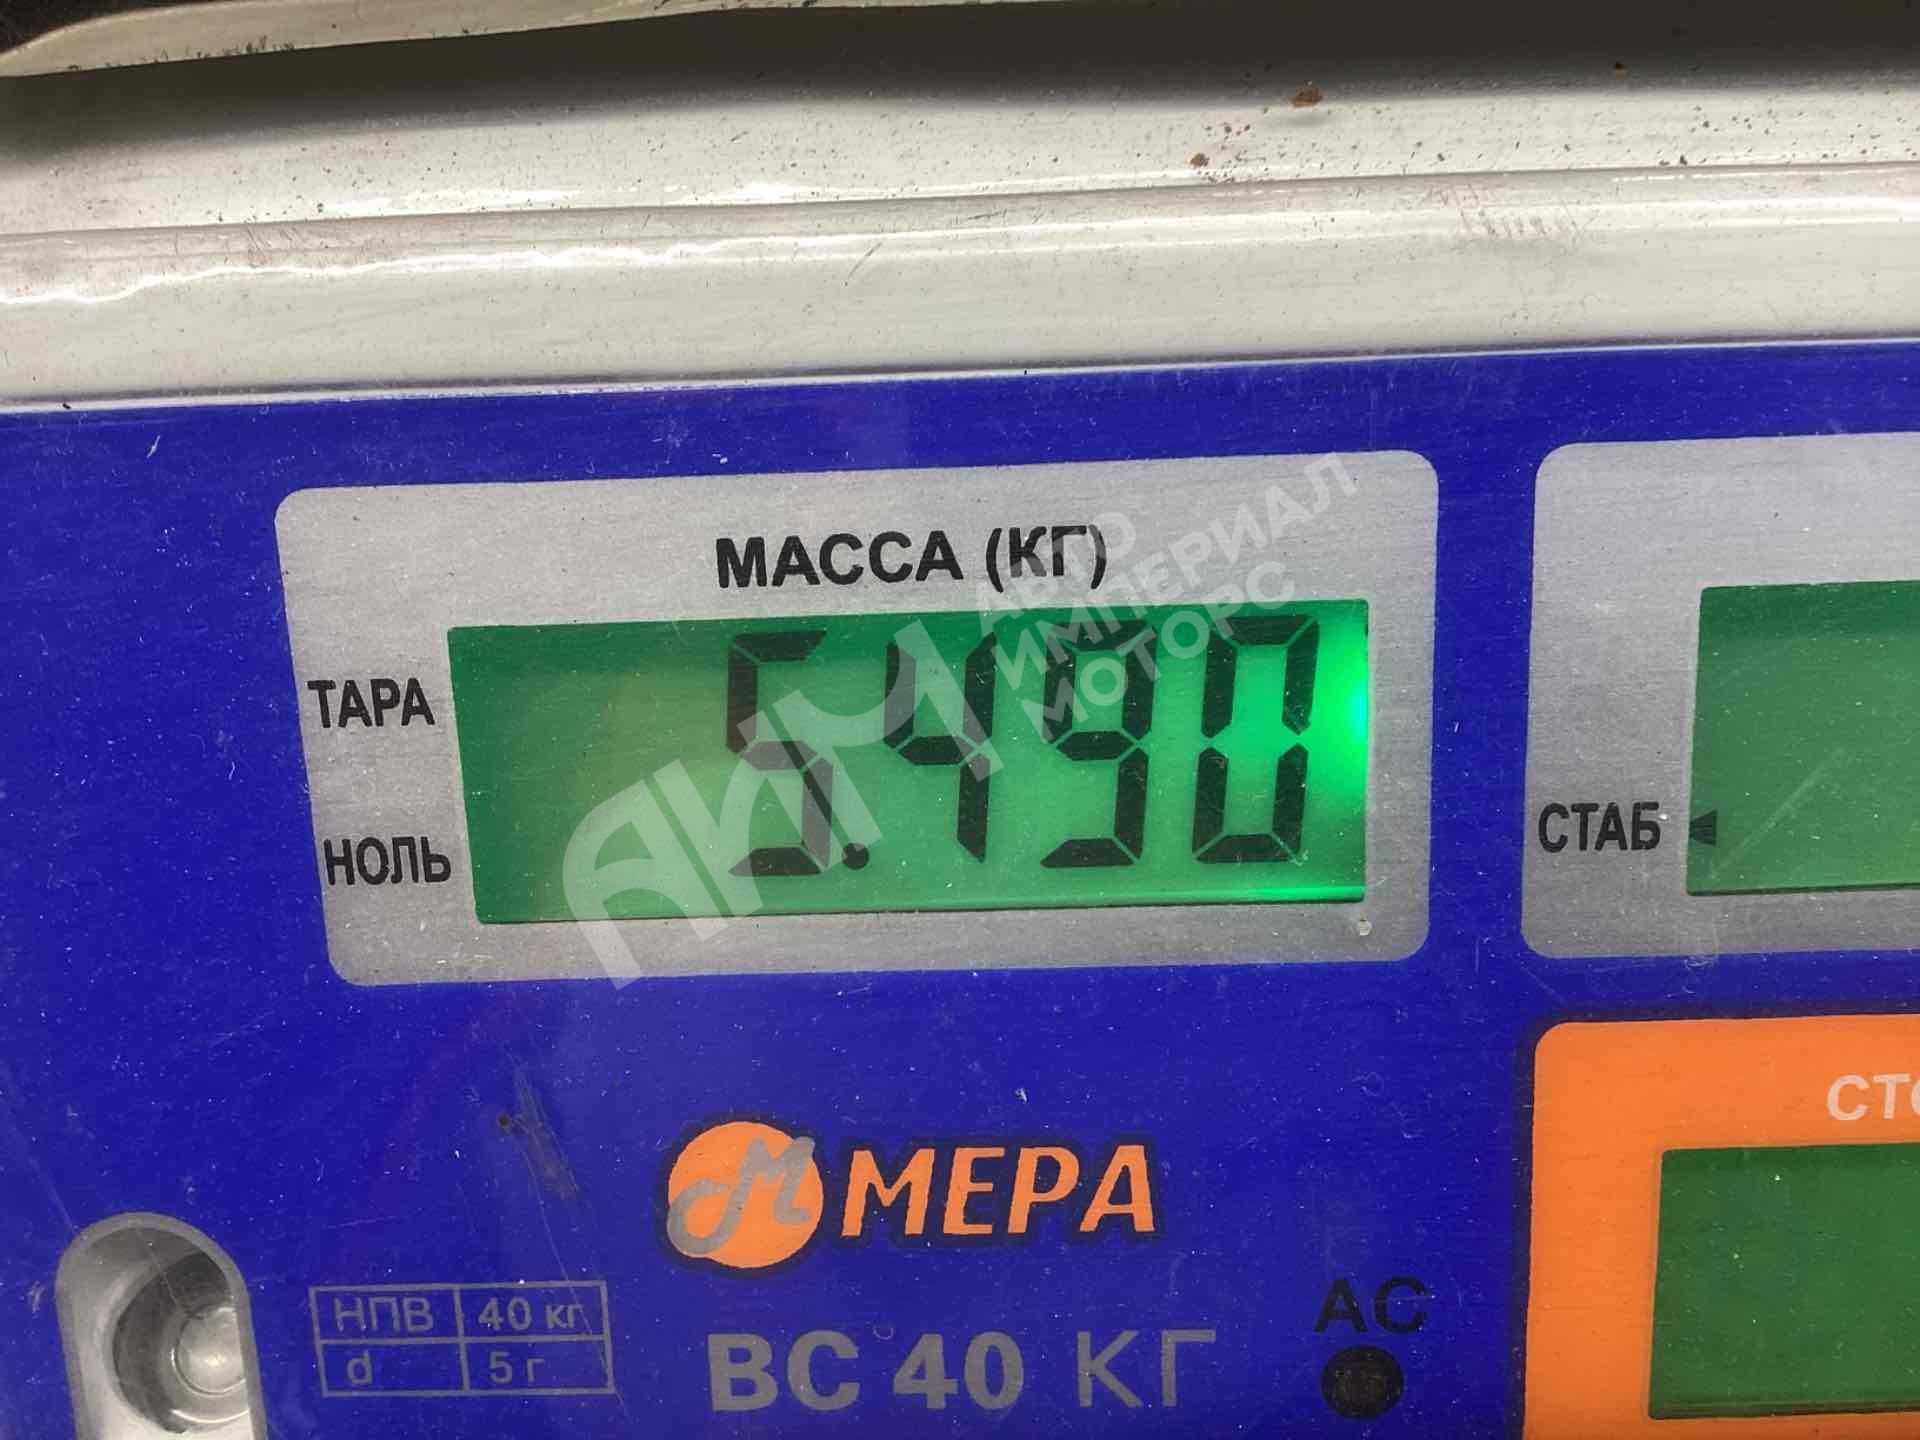 МАССА (КГ)
АВТО
ИМПЕРИАЛ
МОТОРС
АИМ
ТАРА
5.490
НОЛЬ
СТАБ
МЕРА
НПВ 40 кг
d 5 г
ВС 40 КГ
АС